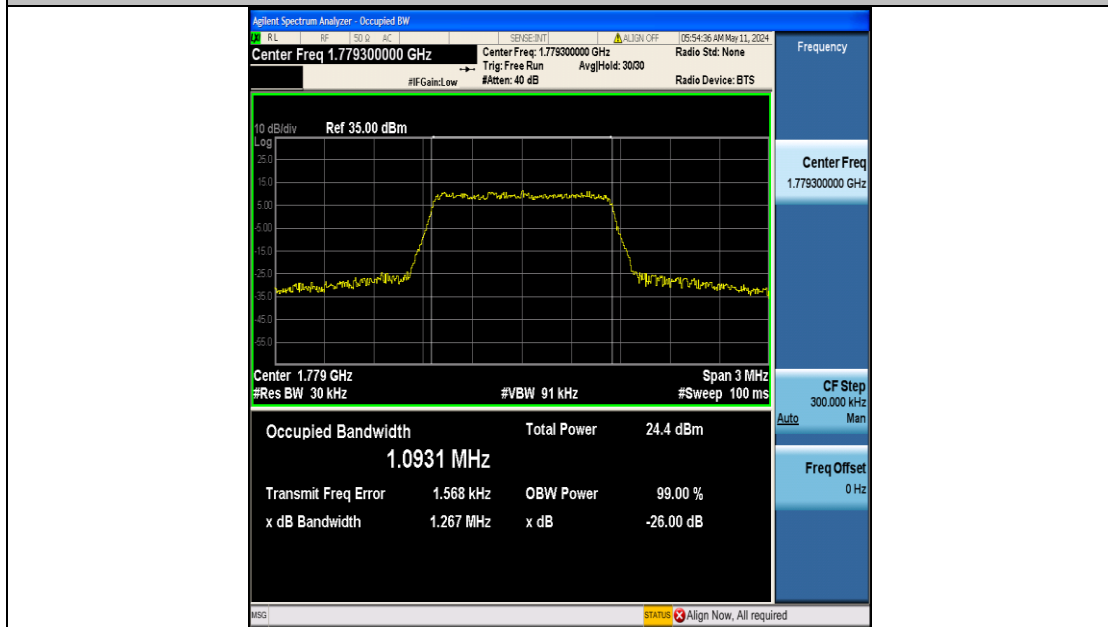 Agilent Spectrum Analyzer - Occupied BW
LXI RL RF 50 Ω AC SENSE:INT ALIGN OFF 05:54:36 AM May 11, 2024
Center Freq 1.779300000 GHz
Center Freq: 1.779300000 GHz
Radio Std: None
Trig: Free Run Avg|Hold: 30/30
#IFGain:Low #Atten: 40 dB Radio Device: BTS
10 dB/div Ref 35.00 dBm
Log
25.0
15.0
5.00
-5.00
-15.0
-25.0
-35.0
-45.0
-55.0
Center 1.779 GHz Span 3 MHz
#Res BW 30 kHz #VBW 91 kHz #Sweep 100 ms
Occupied Bandwidth Total Power 24.4 dBm
1.0931 MHz
Transmit Freq Error 1.568 kHz OBW Power 99.00 %
x dB Bandwidth 1.267 MHz x dB -26.00 dB
Frequency
Center Freq
1.779300000 GHz
CF Step
300.000 kHz
Auto Man
Freq Offset
0 Hz
MSG STATUS Align Now, All required